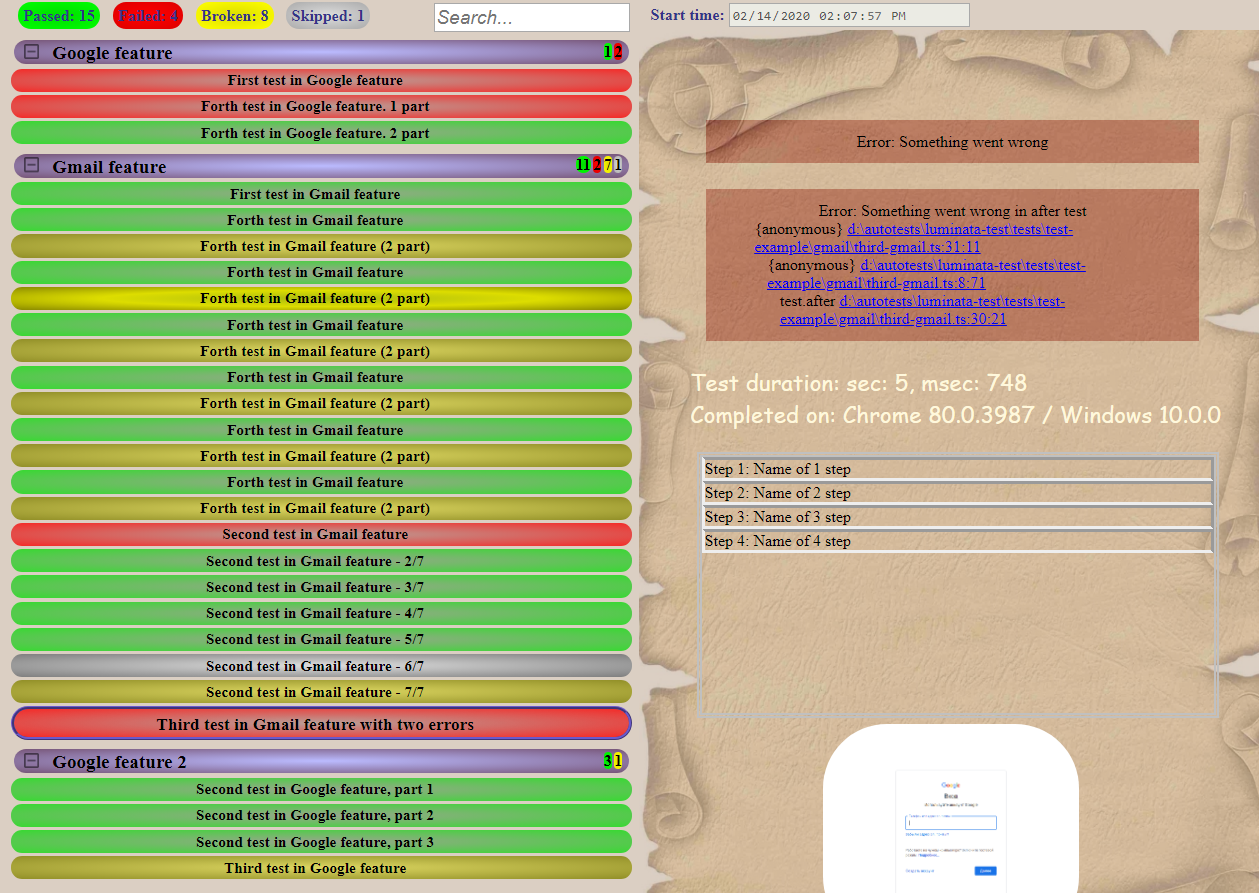 Passed: 15
Failed: 4
Broken: 8
Skipped: 1
Search...
Google feature
1 2
First test in Google feature
Forth test in Google feature. 1 part
Forth test in Google feature. 2 part
Gmail feature
11 2 7 1
First test in Gmail feature
Forth test in Gmail feature
Forth test in Gmail feature (2 part)
Forth test in Gmail feature
Forth test in Gmail feature (2 part)
Forth test in Gmail feature
Forth test in Gmail feature (2 part)
Forth test in Gmail feature
Forth test in Gmail feature (2 part)
Forth test in Gmail feature
Forth test in Gmail feature (2 part)
Forth test in Gmail feature
Forth test in Gmail feature (2 part)
Second test in Gmail feature
Second test in Gmail feature - 2/7
Second test in Gmail feature - 3/7
Second test in Gmail feature - 4/7
Second test in Gmail feature - 5/7
Second test in Gmail feature - 6/7
Second test in Gmail feature - 7/7
Third test in Gmail feature with two errors
Google feature 2
3 1
Second test in Google feature, part 1
Second test in Google feature, part 2
Second test in Google feature, part 3
Third test in Google feature
Start time: 02/14/2020 02:07:57 PM
Error: Something went wrong
Error: Something went wrong in after test
{anonymous} d:\autotests\luminata-test\tests\test-
example\gmail\third-gmail.ts:31:11
{anonymous} d:\autotests\luminata-test\tests\test-
example\gmail\third-gmail.ts:8:71
test.after d:\autotests\luminata-test\tests\test-
example\gmail\third-gmail.ts:30:21
Test duration: sec: 5, msec: 748
Completed on: Chrome 80.0.3987 / Windows 10.0.0
Step 1: Name of 1 step
Step 2: Name of 2 step
Step 3: Name of 3 step
Step 4: Name of 4 step
Google